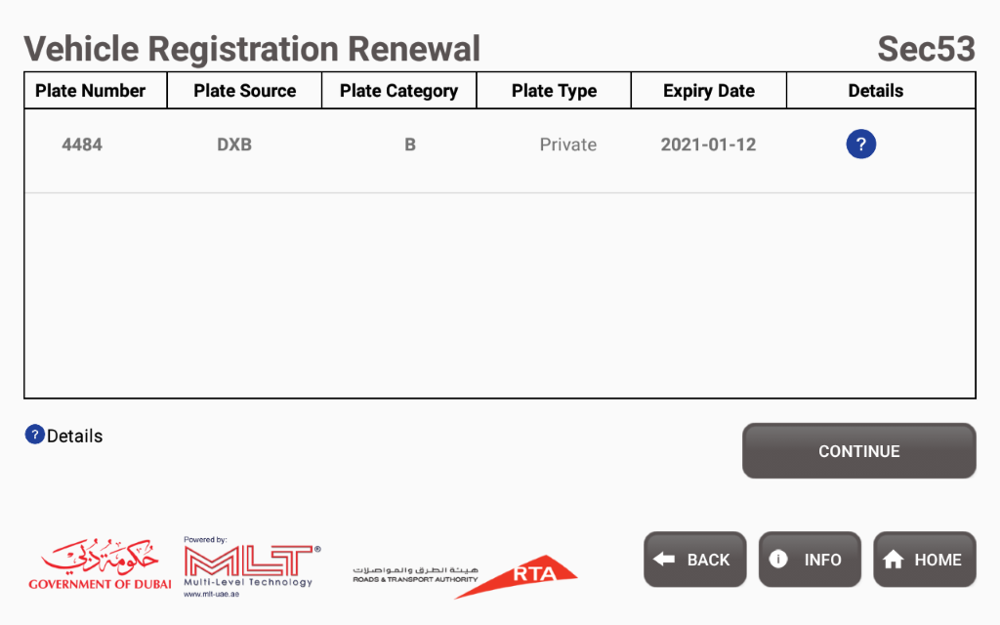 Vehicle Registration Renewal
Sec53
Plate Number Plate Source Plate Category Plate Type Expiry Date Details
4484 DXB B Private 2021-01-12 ?
? Details
CONTINUE
حكومة دبي
GOVERNMENT OF DUBAI
Powered by:
MLT®
Multi-Level Technology
www.mlt-uae.ae
هيئة الطرق والمواصلات
ROADS & TRANSPORT AUTHORITY
RTA
BACK
INFO
HOME